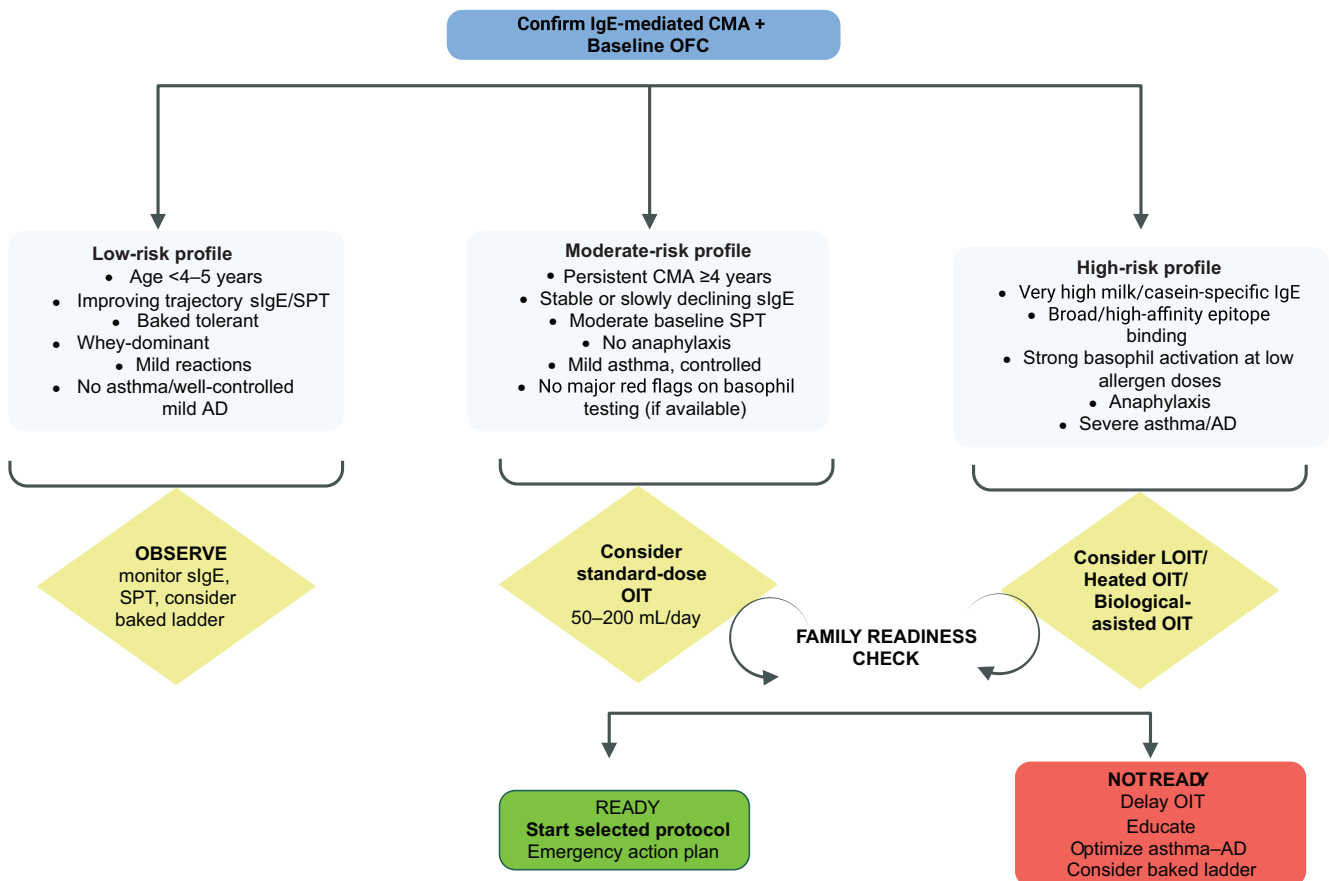 Confirm IgE-mediated CMA +
Baseline OFC
Low-risk profile
• Age <4–5 years
• Improving trajectory sIgE/SPT
• Baked tolerant
• Whey-dominant
• Mild reactions
• No asthma/well-controlled
mild AD
Moderate-risk profile
• Persistent CMA ≥4 years
• Stable or slowly declining sIgE
• Moderate baseline SPT
• No anaphylaxis
• Mild asthma, controlled
• No major red flags on basophil
testing (if available)
High-risk profile
• Very high milk/casein-specific IgE
• Broad/high-affinity epitope
binding
• Strong basophil activation at low
allergen doses
• Anaphylaxis
• Severe asthma/AD
OBSERVE
monitor sIgE,
SPT, consider
baked ladder
Consider
standard-dose
OIT
50–200 mL/day
Consider LOIT/
Heated OIT/
Biological-
asisted OIT
FAMILY READINESS
CHECK
READY
Start selected protocol
Emergency action plan
NOT READY
Delay OIT
Educate
Optimize asthma–AD
Consider baked ladder